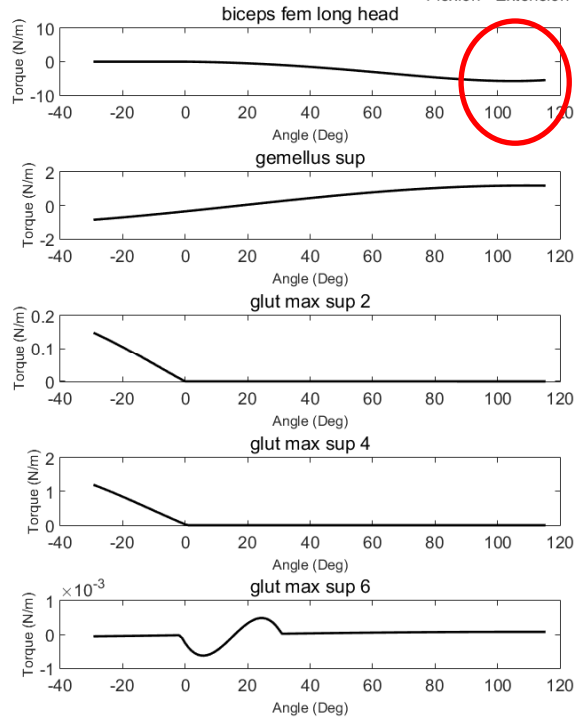 biceps fem long head
Torque (N/m)
10
0
-10
-40 -20 0 20 40 60 80 100 120
Angle (Deg)
gemellus sup
Torque (N/m)
2
0
-2
-40 -20 0 20 40 60 80 100 120
Angle (Deg)
glut max sup 2
Torque (N/m)
0.2
0.1
0
-40 -20 0 20 40 60 80 100 120
Angle (Deg)
glut max sup 4
Torque (N/m)
2
1
0
-40 -20 0 20 40 60 80 100 120
Angle (Deg)
×10⁻³ glut max sup 6
Torque (N/m)
1
0
-1
-40 -20 0 20 40 60 80 100 120
Angle (Deg)